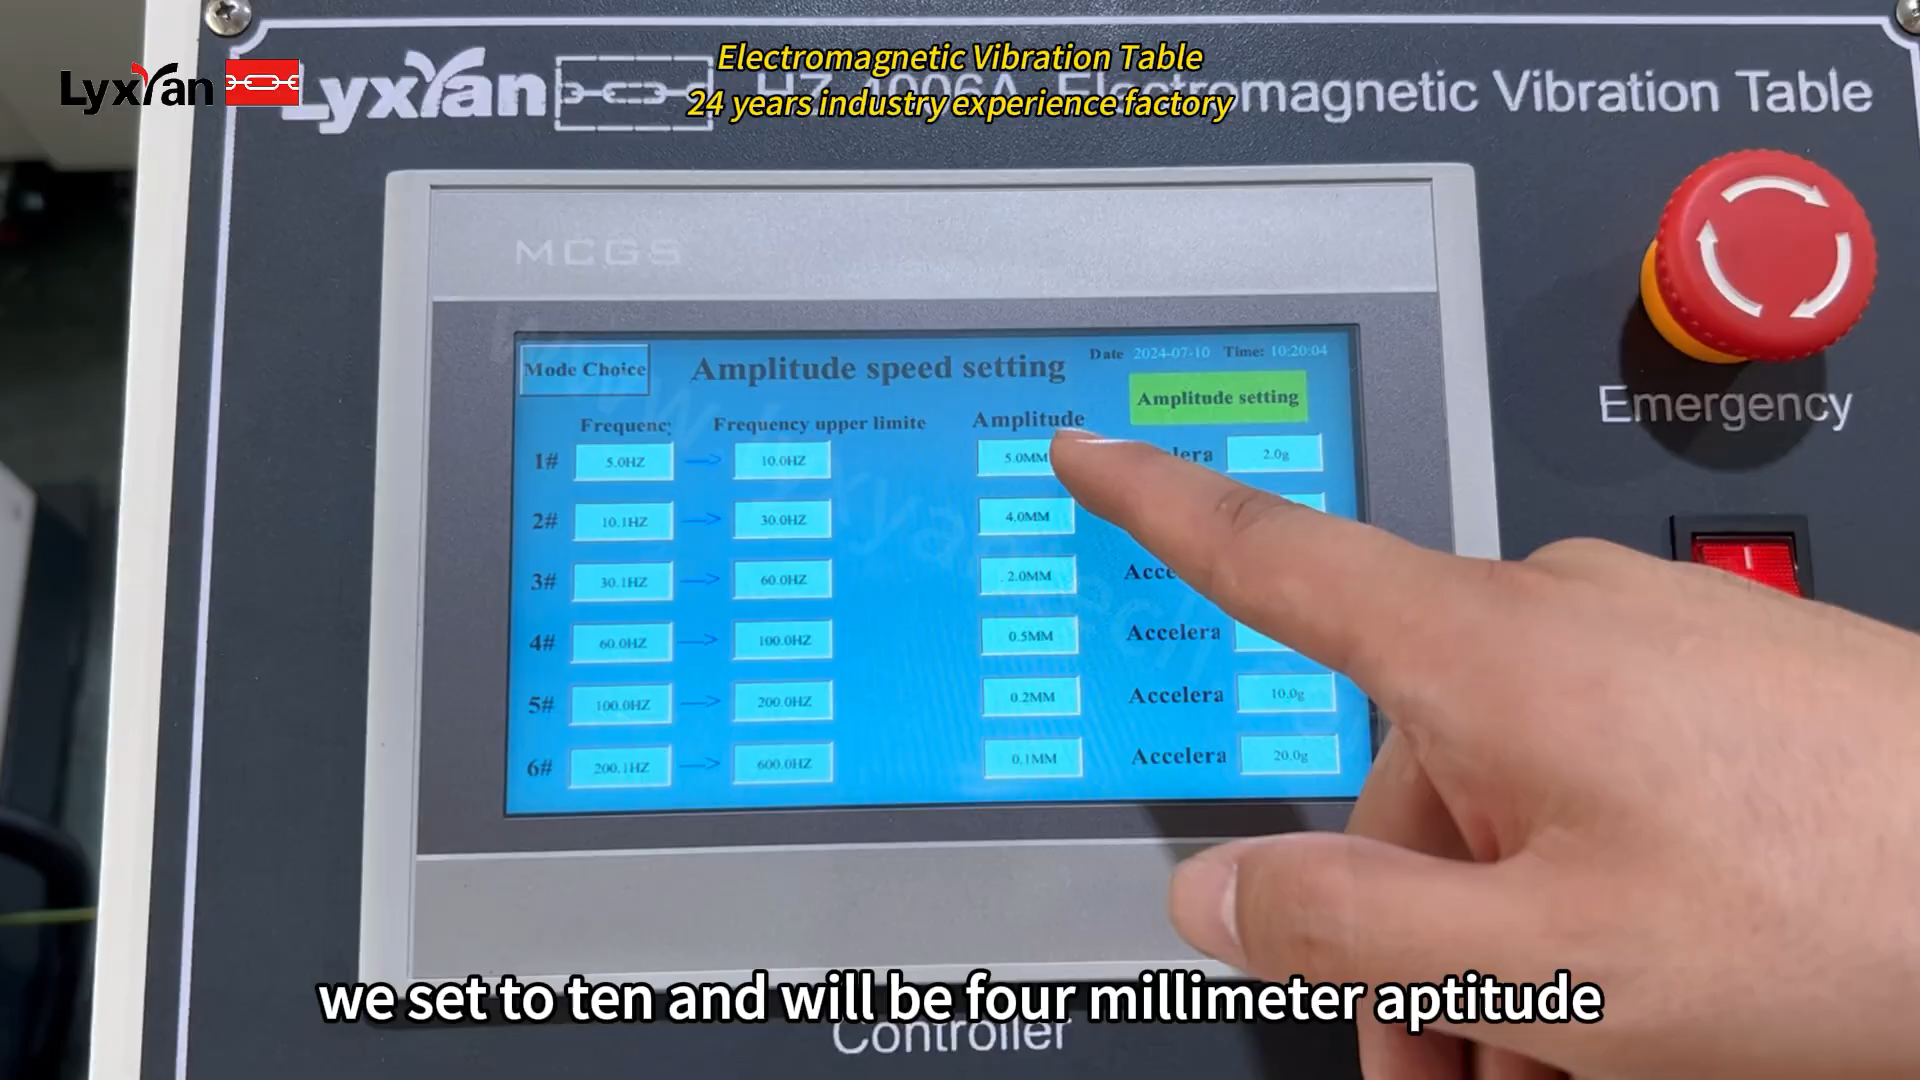 Electromagnetic Vibration Table
24 years industry experience factory
Lyxyan
Lyxyan HZ-4006A Electromagnetic Vibration Table
MCGS
Mode Choice Amplitude speed setting Date 2024-07-10 Time: 10:20:04
Amplitude setting
Frequenc Frequency upper limite Amplitude
1# 5.0HZ 10.0HZ 5.0MM lera 2.0g
2# 10.1HZ 30.0HZ 4.0MM
3# 30.1HZ 60.0HZ 2.0MM Acce
4# 60.0HZ 100.0HZ 0.5MM Accelera
5# 100.0HZ 200.0HZ 0.2MM Accelera 10.0g
6# 200.1HZ 600.0HZ 0.1MM Accelera 20.0g
Emergency
we set to ten and will be four millimeter aptitude
Controller